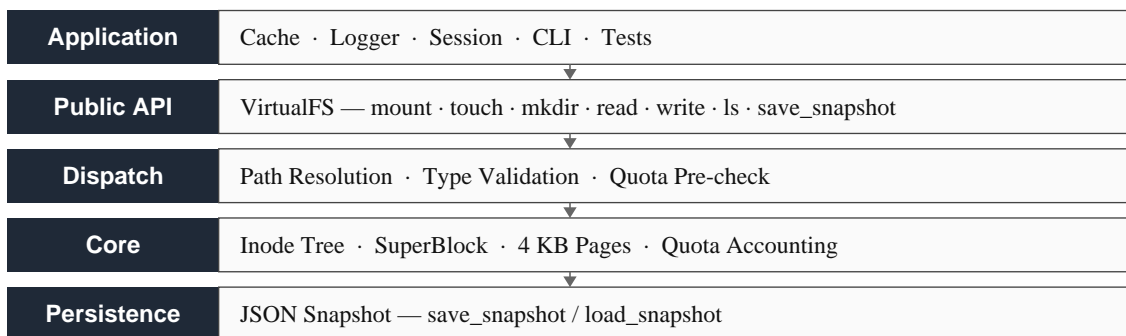 Application Cache · Logger · Session · CLI · Tests
Public API VirtualFS — mount · touch · mkdir · read · write · ls · save_snapshot
Dispatch Path Resolution · Type Validation · Quota Pre-check
Core Inode Tree · SuperBlock · 4 KB Pages · Quota Accounting
Persistence JSON Snapshot — save_snapshot / load_snapshot